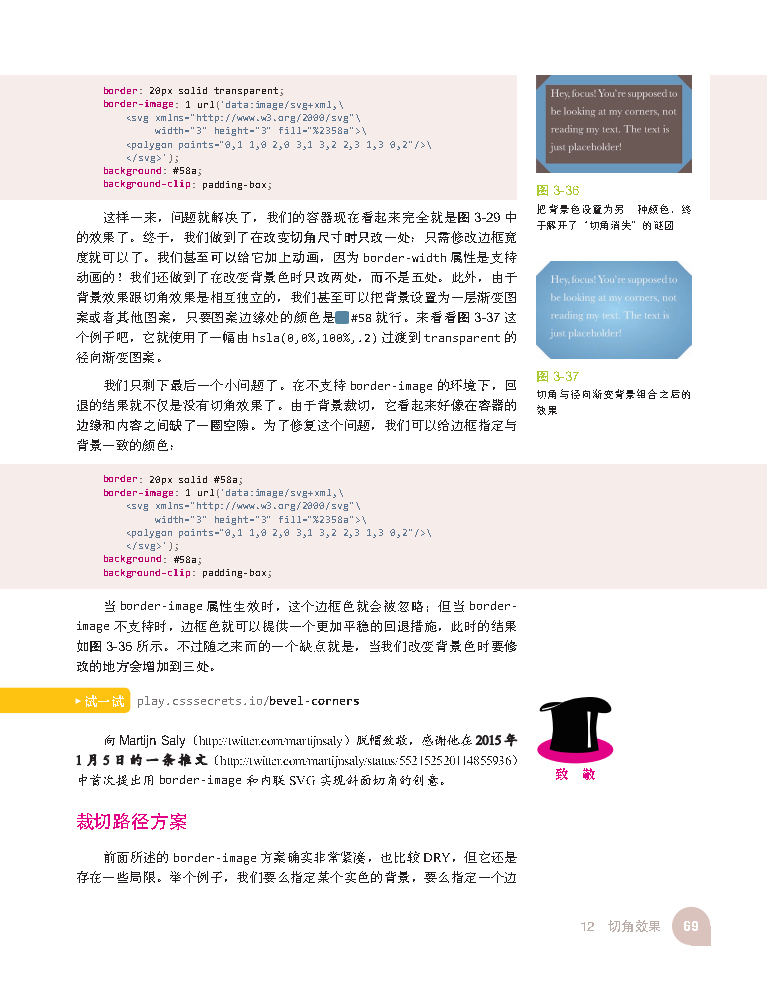 border: 20px solid transparent;
border-image: 1 url('data:image/svg+xml,\
<svg xmlns="http://www.w3.org/2000/svg"\
width="3" height="3" fill="%2358a">\
<polygon points="0,1 1,0 2,0 3,1 3,2 2,3 1,3 0,2"/>\
</svg>');
background: #58a;
background-clip: padding-box;
Hey, focus! You're supposed to
be looking at my corners, not
reading my text. The text is
just placeholder!
图 3-36
把背景色设置为另一种颜色，终
于解开了“切角消失”的谜团
这样一来，问题就解决了，我们的容器现在看起来完全就是图 3-29 中
的效果了。终于，我们做到了在改变切角尺寸时只改一处：只需修改边框宽
度就可以了。我们甚至可以给它加上动画，因为 border-width 属性是支持
动画的！我们还做到了在改变背景色时只改两处，而不是五处。此外，由于
背景效果跟切角效果是相互独立的，我们甚至可以把背景设置为一层渐变图
案或者其他图案，只要图案边缘处的颜色是 #58 就行。来看看图 3-37 这
个例子吧，它就使用了一幅由 hsla(0,0%,100%,.2) 过渡到 transparent 的
径向渐变图案。
Hey, focus! You're supposed to
be looking at my corners, not
reading my text. The text is
just placeholder!
图 3-37
切角与径向渐变背景组合之后的
效果
我们只剩下最后一个小问题了。在不支持 border-image 的环境下，回
退的结果就不仅是没有切角效果了。由于背景裁切，它看起来好像在容器的
边缘和内容之间缺了一圈空隙。为了修复这个问题，我们可以给边框指定与
背景一致的颜色：
border: 20px solid #58a;
border-image: 1 url('data:image/svg+xml,\
<svg xmlns="http://www.w3.org/2000/svg"\
width="3" height="3" fill="%2358a">\
<polygon points="0,1 1,0 2,0 3,1 3,2 2,3 1,3 0,2"/>\
</svg>');
background: #58a;
background-clip: padding-box;
当 border-image 属性生效时，这个边框色就会被忽略；但当 border-
image 不支持时，边框色就可以提供一个更加平稳的回退措施，此时的结果
如图 3-35 所示。不过随之来而的一个缺点就是，当我们改变背景色时要修
改的地方会增加到三处。
▶ 试一试 play.csssecrets.io/bevel-corners
向 Martijn Saly（http://twitter.com/martijnsaly）脱帽致敬，感谢他在 2015 年
1 月 5 日的一条推文（http://twitter.com/martijnsaly/status/552152520114855936）
中首次提出用 border-image 和内联 SVG 实现斜面切角的创意。
致 敬
裁切路径方案
前面所述的 border-image 方案确实非常紧凑，也比较 DRY，但它还是
存在一些局限。举个例子，我们要么指定某个实色的背景，要么指定一个边
12 切角效果 69